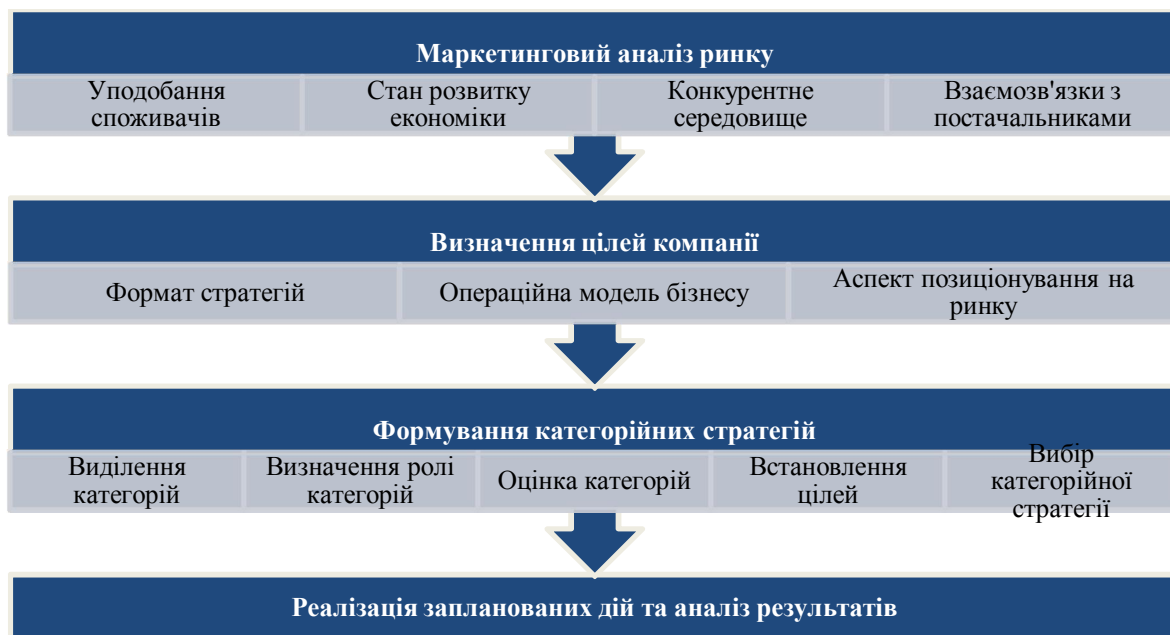 Маркетинговий аналіз ринку
Уподобання
споживачів
Стан розвитку
економіки
Конкурентне
середовище
Взаємозв'язки з
постачальниками
Визначення цілей компанії
Формат стратегій
Операційна модель бізнесу
Аспект позиціонування на
ринку
Формування категорійних стратегій
Виділення
категорій
Визначення ролі
категорій
Оцінка категорій
Встановлення
цілей
Вибір
категорійної
стратегії
Реалізація запланованих дій та аналіз результатів